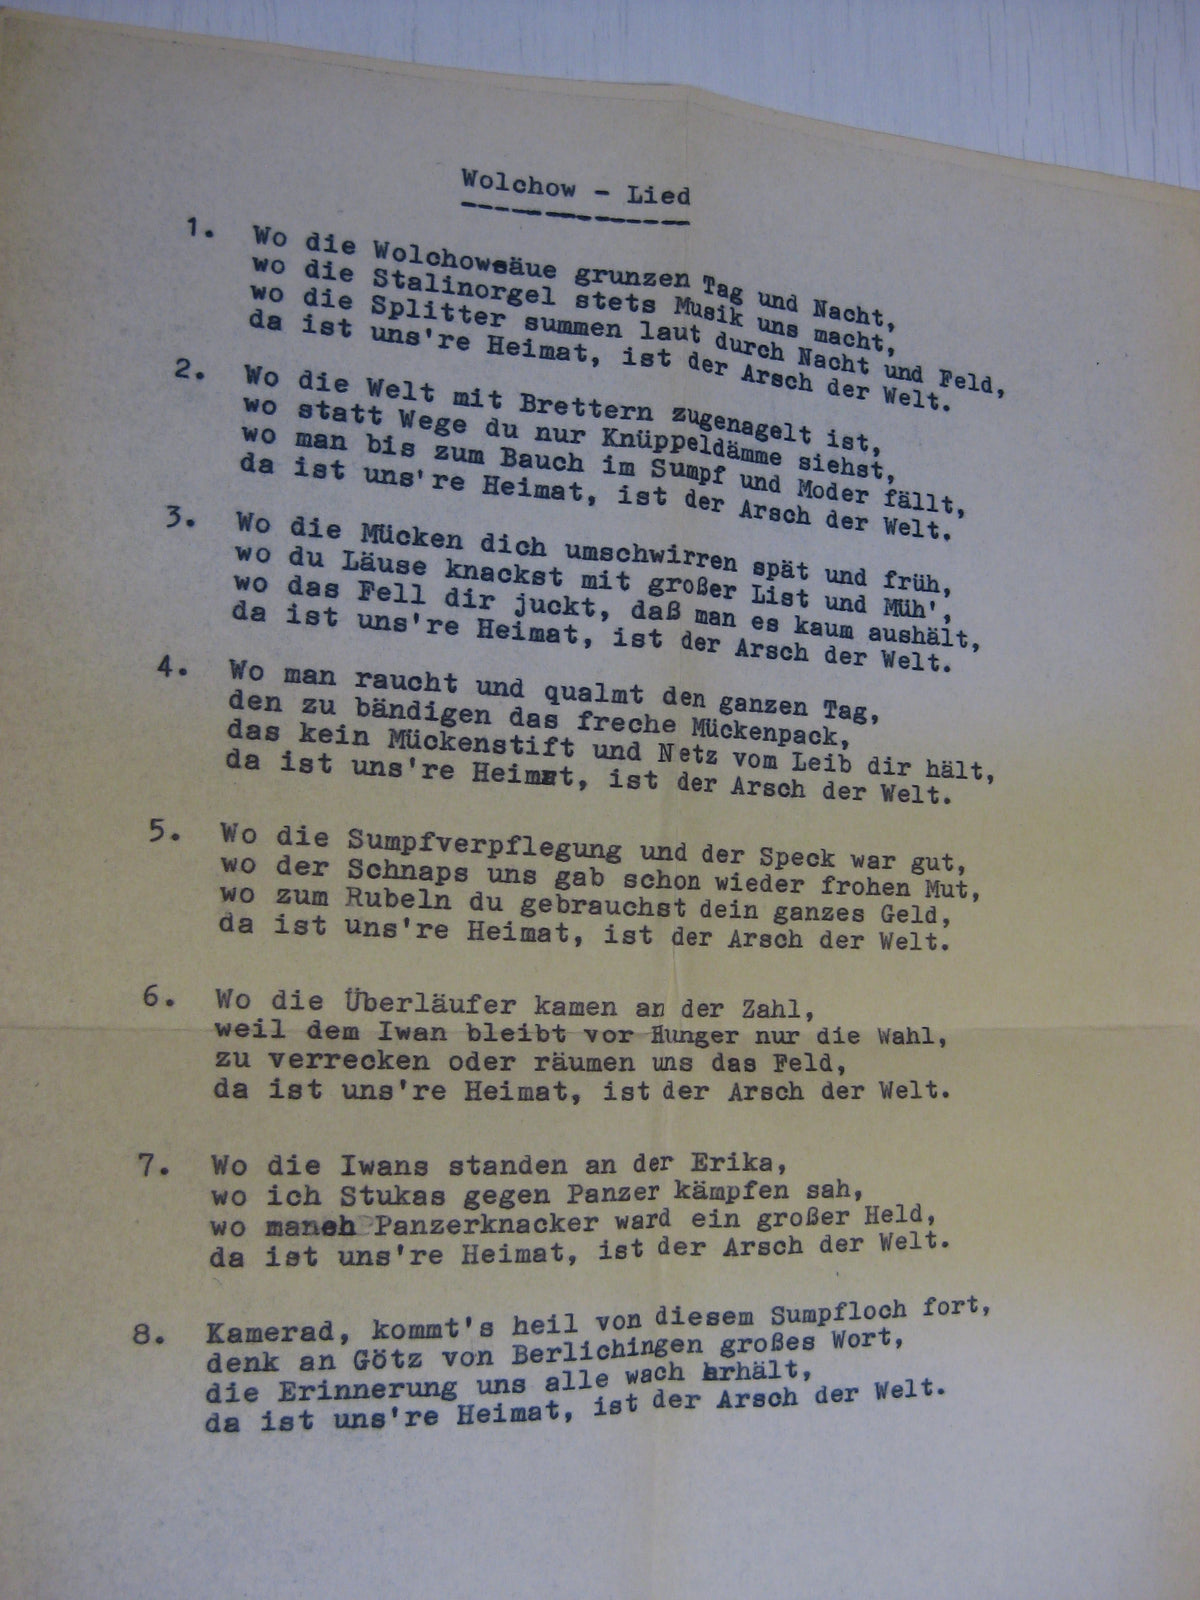 Wolchow - Lied
1. Wo die Wolchowsäue grunzen Tag und Nacht,
wo die Stalinorgel stets Musik uns macht,
wo die Splitter summen laut durch Nacht und Feld,
da ist uns're Heimat, ist der Arsch der Welt.
2. Wo die Welt mit Brettern zugenagelt ist,
wo statt Wege du nur Knüppeldämme siehst,
wo man bis zum Bauch im Sumpf und Moder fällt,
da ist uns're Heimat, ist der Arsch der Welt.
3. Wo die Mücken dich umschwirren spät und früh,
wo du Läuse knackst mit großer List und Müh',
wo das Fell dir juckt, daß man es kaum aushält,
da ist uns're Heimat, ist der Arsch der Welt.
4. Wo man raucht und qualmt den ganzen Tag,
den zu bändigen das freche Mückenpack,
das kein Mückenstift und Netz vom Leib dir hält,
da ist uns're Heimat, ist der Arsch der Welt.
5. Wo die Sumpfverpflegung und der Speck war gut,
wo der Schnaps uns gab schon wieder frohen Mut,
wo zum Rubeln du gebrauchst dein ganzes Geld,
da ist uns're Heimat, ist der Arsch der Welt.
6. Wo die Überläufer kamen an der Zahl,
weil dem Iwan bleibt vor Hunger nur die Wahl,
zu verrecken oder räumen uns das Feld,
da ist uns're Heimat, ist der Arsch der Welt.
7. Wo die Iwans standen an der Erika,
wo ich Stukas gegen Panzer kämpfen sah,
wo manch Panzerknacker ward ein großer Held,
da ist uns're Heimat, ist der Arsch der Welt.
8. Kamerad, kommt's heil von diesem Sumpfloch fort,
denk an Götz von Berlichingen großes Wort,
die Erinnerung uns alle wach erhält,
da ist uns're Heimat, ist der Arsch der Welt.